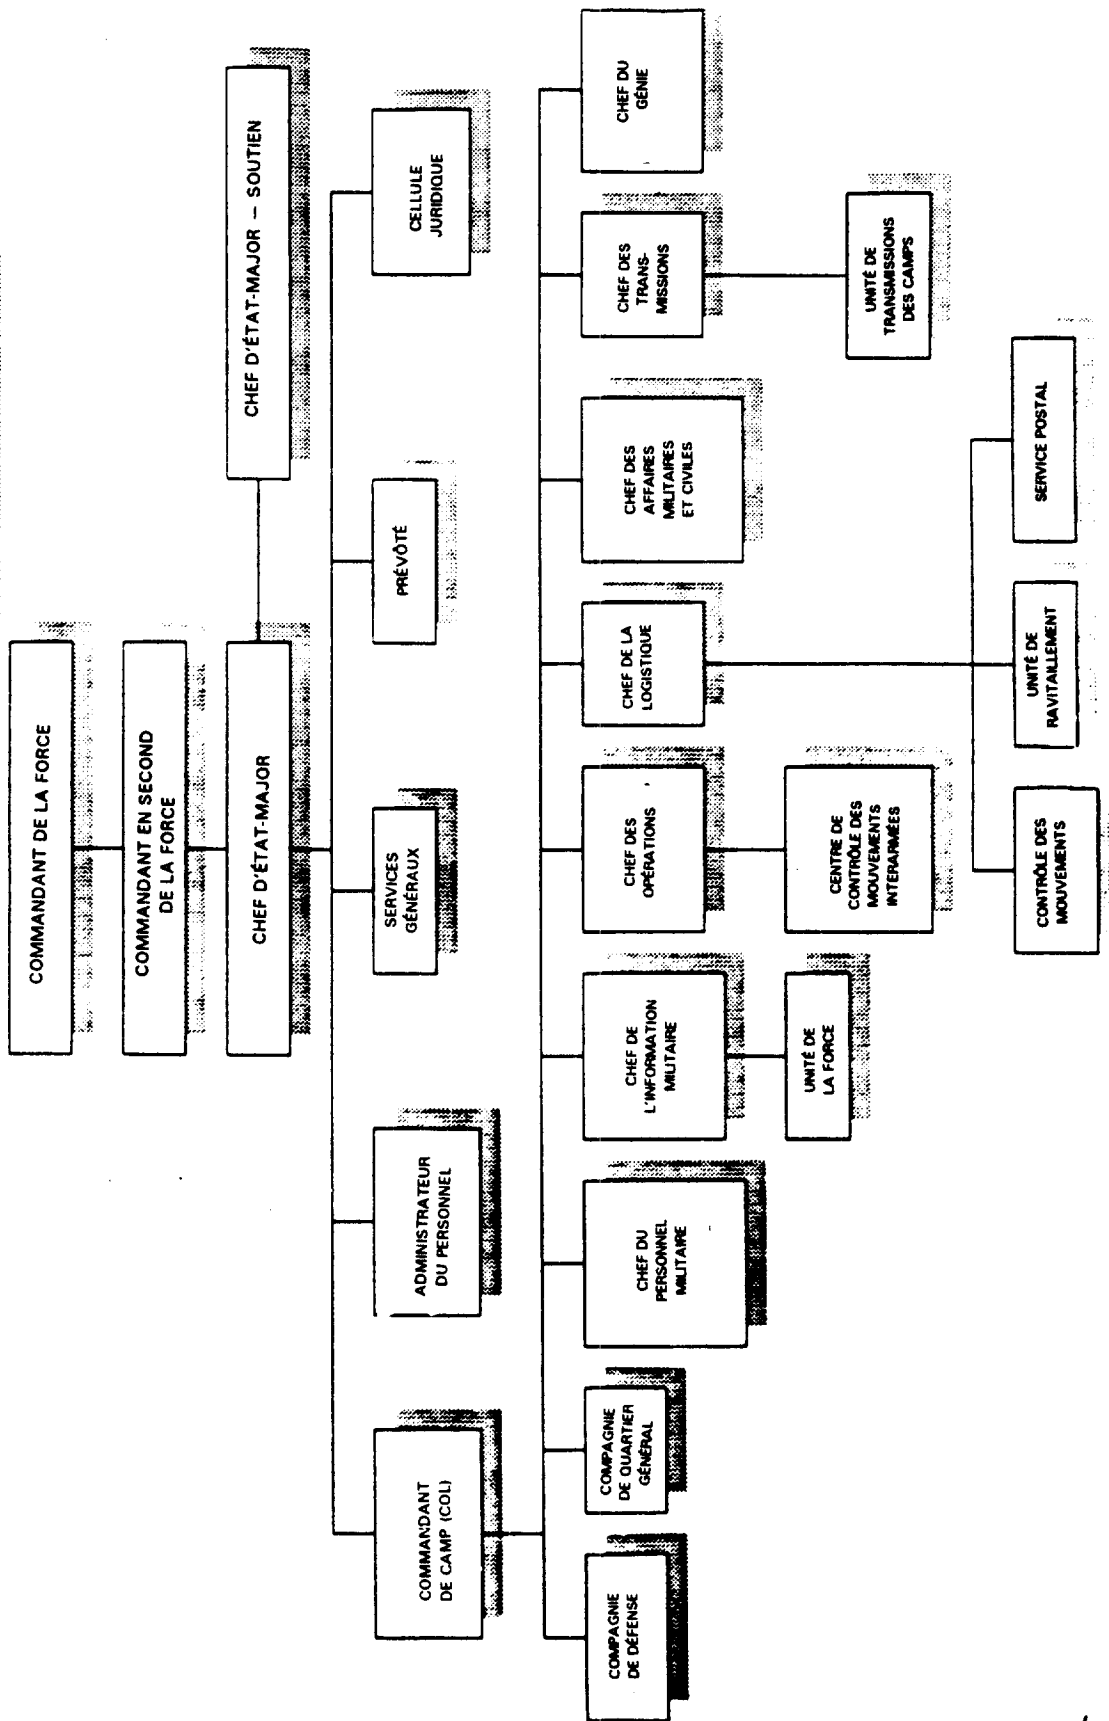 COMMANDANT DE LA FORCE
COMMANDANT EN SECOND
DE LA FORCE
CHEF D'ÉTAT-MAJOR
CHEF D'ÉTAT-MAJOR – SOUTIEN
COMMANDANT
DE CAMP (COL)
ADMINISTRATEUR
DU PERSONNEL
SERVICES
GÉNÉRAUX
PRÉVÔTÉ
CELLULE
JURIDIQUE
COMPAGNIE
DE DÉFENSE
COMPAGNIE
DE QUARTIER
GÉNÉRAL
CHEF DU
PERSONNEL
MILITAIRE
CHEF DE
L'INFORMATION
MILITAIRE
CHEF DES
OPÉRATIONS
CHEF DE LA
LOGISTIQUE
CHEF DES
AFFAIRES
MILITAIRES
ET CIVILES
CHEF DES
TRANS-
MISSIONS
CHEF DU
GÉNIE
UNITÉ DE
LA FORCE
CENTRE DE
CONTRÔLE DES
MOUVEMENTS
INTERARMÉES
UNITÉ DE
TRANSMISSIONS
DES CAMPS
CONTRÔLE DES
MOUVEMENTS
UNITÉ DE
RAVITAILLEMENT
SERVICE POSTAL